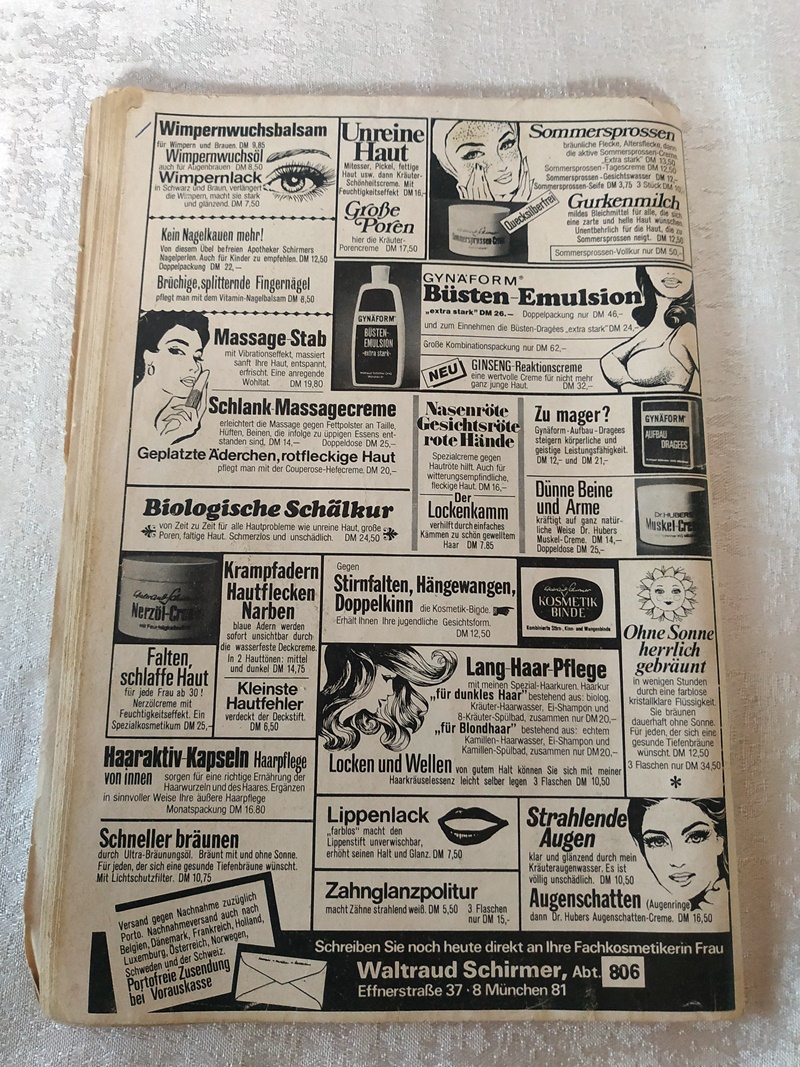 Wimpernwuchsbalsam
für Wimpern und Brauen. DM 9,85
Wimpernwuchsöl
auch für Augenbrauen DM 8,50
Wimpernlack
in Schwarz und Braun, verlängert
die Wimpern, macht sie stark
und glänzend. DM 7,50
Kein Nagelkauen mehr!
Von diesem Übel befreien Apotheker Schirmers
Nagelperlen. Auch für Kinder zu empfehlen. DM 12,50
Doppelpackung DM 22,—
Brüchige, splitternde Fingernägel
pflegt man mit dem Vitamin-Nagelbalsam DM 8,50
Unreine
Haut
Mitesser, Pickel, fettige
Haut usw. dann Kräuter-
Schönheitscreme. Mit
Feuchtigkeitseffekt DM 16,-
Große
Poren
hier die Kräuter-
Porencreme DM 17,50
Sommersprossen
bräunliche Flecke, Altersflecke, dann
die aktive Sommersprossen-Creme
„Extra stark" DM 13,50
Sommersprossen-Tagescreme DM 12,50
Sommersprossen-Gesichtswasser DM 12,-
Sommersprossen-Seife DM 3,75 3 Stück DM 10,
Quecksilberfrei
Sommersprossen-Creme
Gurkenmilch
mildes Bleichmittel für alle, die sich
eine zarte und helle Haut wünschen.
Unentbehrlich für die Haut, die zu
Sommersprossen neigt. DM 12,50
Sommersprossen-Vollkur nur DM 50,-
GYNÄFORM®
BÜSTEN-
EMULSION
-extra stark-
GYNÄFORM®
Büsten-Emulsion
„extra stark" DM 26.— Doppelpackung nur DM 46,—
und zum Einnehmen die Büsten-Dragées „extra stark" DM 24,—
Große Kombinationspackung nur DM 62,—
NEU
GINSENG-Reaktionscreme
eine wertvolle Creme für nicht mehr
ganz junge Haut. DM 32,—
Massage-Stab
mit Vibrationseffekt, massiert
sanft Ihre Haut, entspannt,
erfrischt. Eine anregende
Wohltat. DM 19,80
Schlank-Massagecreme
erleichtert die Massage gegen Fettpolster an Taille,
Hüften, Beinen, die infolge zu üppigen Essens ent-
standen sind, DM 14,— Doppeldose DM 25,—
Geplatzte Äderchen, rotfleckige Haut
pflegt man mit der Couperose-Hefecreme. DM 20,—
Biologische Schälkur
von Zeit zu Zeit für alle Hautprobleme wie unreine Haut, große
Poren, faltige Haut. Schmerzlos und unschädlich. DM 24,50
Nasenröte
Gesichtsröte
rote Hände
Spezialcreme gegen
Hautröte hilft. Auch für
witterungsempfindliche,
fleckige Haut. DM 16,—
Der
Lockenkamm
verhilft durch einfaches
Kämmen zu schön gewelltem
Haar DM 7.85
Zu mager?
Gynäform-Aufbau-Dragees
steigern körperliche und
geistige Leistungsfähigkeit.
DM 12,- und DM 21,—
GYNÄFORM
AUFBAU
DRAGEES
Dünne Beine
und Arme
kräftigt auf ganz natür-
liche Weise Dr. Hubers
Muskel-Creme. DM 14,—
Doppeldose DM 25,—
Dr. HUBERS
Muskel-Cre
Waltraud Schirmer
Nerzöl-Creme
Falten,
schlaffe Haut
für jede Frau ab 30!
Nerzölcreme mit
Feuchtigkeitseffekt. Ein
Spezialkosmetikum DM 25,—
Krampfadern
Hautflecken
Narben
blaue Adern werden
sofort unsichtbar durch
die wasserfeste Deckcreme.
In 2 Hauttönen: mittel
und dunkel DM 14,75
Kleinste
Hautfehler
verdeckt der Deckstift.
DM 6,50
Gegen
Stirnfalten, Hängewangen,
Doppelkinn die Kosmetik-Binde.
Erhält Ihnen Ihre jugendliche Gesichtsform.
DM 12,50
Waltraud Schirmer
KOSMETIK
BINDE
Kombinierte Stirn-, Kinn- und Wangenbinde
Lang-Haar-Pflege
mit meinen Spezial-Haarkuren. Haarkur
„für dunkles Haar" bestehend aus: biolog.
Kräuter-Haarwasser, Ei-Shampoo und
8-Kräuter-Spülbad, zusammen nur DM 20,—
„für Blondhaar" bestehend aus: echtem
Kamillen-Haarwasser, Ei-Shampoo und
Kamillen-Spülbad, zusammen nur DM 20,—
Locken und Wellen von gutem Halt können Sie sich mit meiner
Haarkräuselessenz leicht selber legen 3 Flaschen DM 10,50
Ohne Sonne
herrlich
gebräunt
in wenigen Stunden
durch eine farblose
kristallklare Flüssigkeit.
Sie bräunen
dauerhaft ohne Sonne.
Für jeden, der sich eine
gesunde Tiefenbräune
wünscht. DM 12,50
3 Flaschen nur DM 34,50
*
Haaraktiv-Kapseln Haarpflege
von innen sorgen für eine richtige Ernährung der
Haarwurzeln und des Haares. Ergänzen
in sinnvoller Weise Ihre äußere Haarpflege
Monatspackung DM 16.80
Schneller bräunen
durch Ultra-Bräunungsöl. Bräunt mit und ohne Sonne.
Für jeden, der sich eine gesunde Tiefenbräune wünscht.
Mit Lichtschutzfilter. DM 10,75
Lippenlack
„farblos" macht den
Lippenstift unverwischbar,
erhöht seinen Halt und Glanz. DM 7,50
Zahnglanzpolitur
macht Zähne strahlend weiß. DM 5,50 3 Flaschen
nur DM 15,-
Strahlende
Augen
klar und glänzend durch mein
Kräuteraugenwasser. Es ist
völlig unschädlich. DM 10,50
Augenschatten (Augenringe)
dann Dr. Hubers Augenschatten-Creme. DM 16,50
Versand gegen Nachnahme zuzüglich
Porto. Nachnahmeversand auch nach
Belgien, Dänemark, Frankreich, Holland,
Luxemburg, Österreich, Norwegen,
Schweden und der Schweiz.
Portofreie Zusendung
bei Vorauskasse
Schreiben Sie noch heute direkt an Ihre Fachkosmetikerin Frau
Waltraud Schirmer, Abt. 806
Effnerstraße 37 · 8 München 81